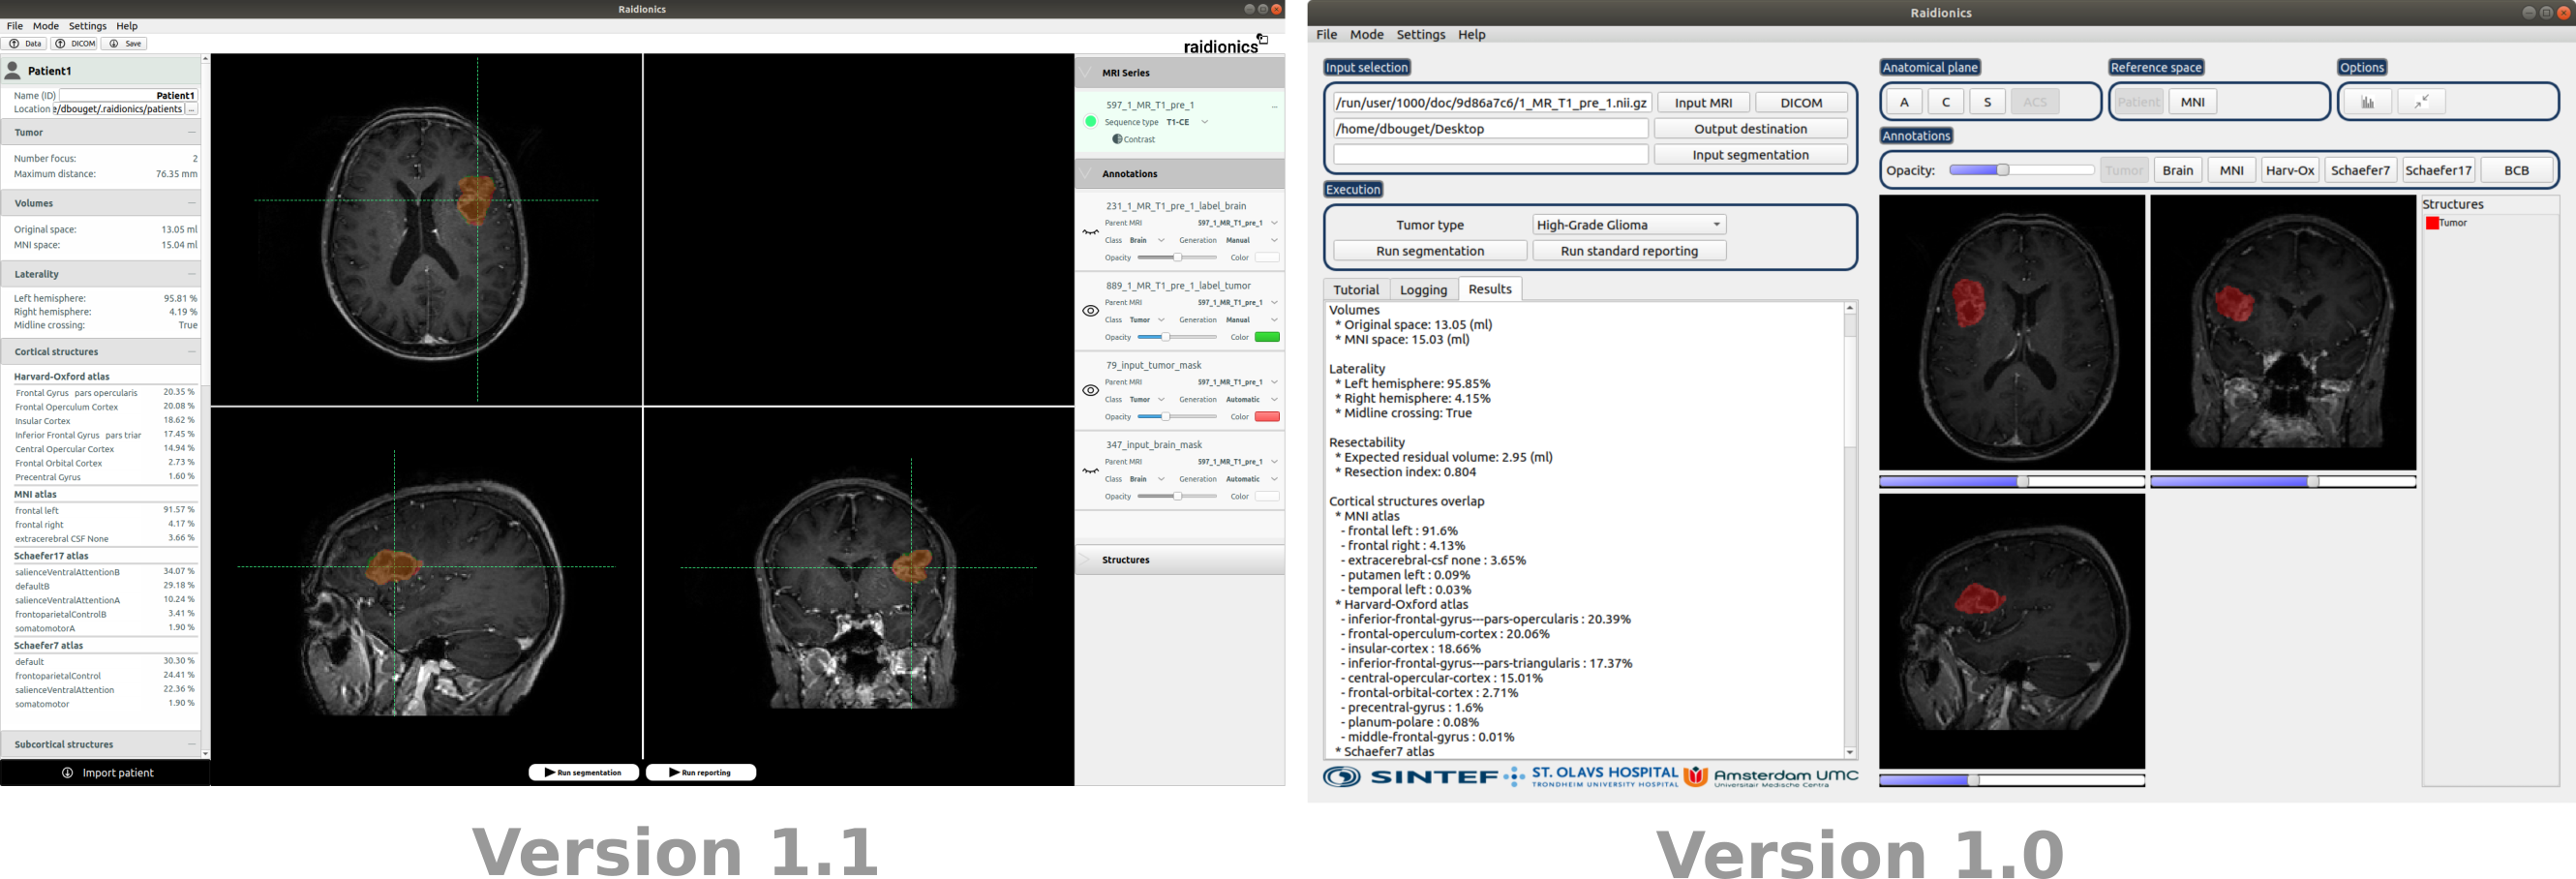 Raidionics
File Mode Settings Help
Data DICOM Save
raidionics
Patient1
Name (ID) Patient1
Location e/dbouget/.raidionics/patients ...
Tumor
Number focus: 2
Maximum distance: 76.35 mm
Volumes
Original space: 13.05 ml
MNI space: 15.04 ml
Laterality
Left hemisphere: 95.81 %
Right hemisphere: 4.19 %
Midline crossing: True
Cortical structures
Harvard-Oxford atlas
Frontal Gyrus pars opercularis 20.35 %
Frontal Operculum Cortex 20.08 %
Insular Cortex 18.62 %
Inferior Frontal Gyrus pars triar 17.45 %
Central Opercular Cortex 14.94 %
Frontal Orbital Cortex 2.73 %
Precentral Gyrus 1.60 %
MNI atlas
frontal left 91.57 %
frontal right 4.17 %
extracerebral CSF None 3.66 %
Schaefer17 atlas
salienceVentralAttentionB 34.07 %
defaultB 29.18 %
salienceVentralAttentionA 10.24 %
frontoparietalControlB 3.41 %
somatomotorA 1.90 %
Schaefer7 atlas
default 30.30 %
frontoparietalControl 24.41 %
salienceVentralAttention 22.36 %
somatomotor 1.90 %
Subcortical structures
Import patient
Run segmentation Run reporting
MRI Series
597_1_MR_T1_pre_1 ...
Sequence type T1-CE
Contrast
Annotations
231_1_MR_T1_pre_1_label_brain
Parent MRI 597_1_MR_T1_pre_1
Class Brain Generation Manual
Opacity Color
889_1_MR_T1_pre_1_label_tumor
Parent MRI 597_1_MR_T1_pre_1
Class Tumor Generation Manual
Opacity Color
79_input_tumor_mask
Parent MRI 597_1_MR_T1_pre_1
Class Tumor Generation Automatic
Opacity Color
347_input_brain_mask
Parent MRI 597_1_MR_T1_pre_1
Class Brain Generation Automatic
Opacity Color
Structures
Version 1.1
Raidionics
File Mode Settings Help
Input selection
/run/user/1000/doc/9d86a7c6/1_MR_T1_pre_1.nii.gz Input MRI DICOM
/home/dbouget/Desktop Output destination
Input segmentation
Execution
Tumor type High-Grade Glioma
Run segmentation Run standard reporting
Tutorial Logging Results
Volumes
* Original space: 13.05 (ml)
* MNI space: 15.03 (ml)
Laterality
* Left hemisphere: 95.85%
* Right hemisphere: 4.15%
* Midline crossing: True
Resectability
* Expected residual volume: 2.95 (ml)
* Resection index: 0.804
Cortical structures overlap
* MNI atlas
- frontal left : 91.6%
- frontal right : 4.13%
- extracerebral-csf none : 3.65%
- putamen left : 0.09%
- temporal left : 0.03%
* Harvard-Oxford atlas
- inferior-frontal-gyrus---pars-opercularis : 20.39%
- frontal-operculum-cortex : 20.06%
- insular-cortex : 18.66%
- inferior-frontal-gyrus---pars-triangularis : 17.37%
- central-opercular-cortex : 15.01%
- frontal-orbital-cortex : 2.71%
- precentral-gyrus : 1.6%
- planum-polare : 0.08%
- middle-frontal-gyrus : 0.01%
* Schaefer7 atlas
SINTEF ST. OLAVS HOSPITAL Amsterdam UMC
TRONDHEIM UNIVERSITY HOSPITAL Universitair Medische Centra
Anatomical plane Reference space Options
A C S ACS Patient MNI
Annotations
Opacity: Tumor Brain MNI Harv-Ox Schaefer7 Schaefer17 BCB
Structures
Tumor
Version 1.0